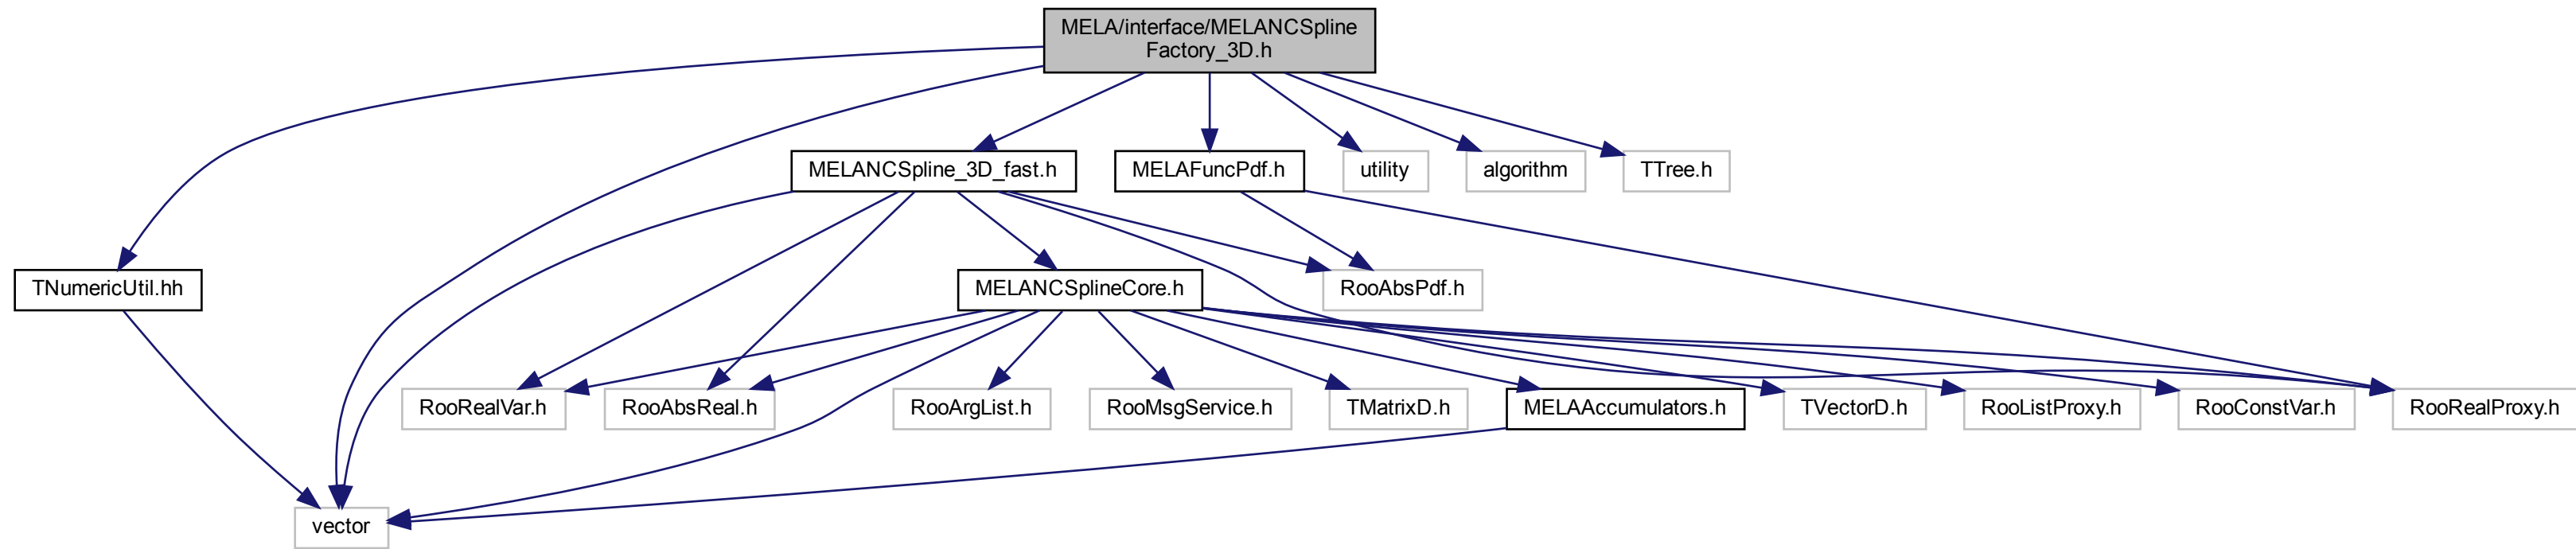 MELA/interface/MELANCSpline
Factory_3D.h
MELANCSpline_3D_fast.h
MELAFuncPdf.h
utility
algorithm
TTree.h
TNumericUtil.hh
MELANCSplineCore.h
RooAbsPdf.h
RooRealVar.h
RooAbsReal.h
RooArgList.h
RooMsgService.h
TMatrixD.h
MELAAccumulators.h
TVectorD.h
RooListProxy.h
RooConstVar.h
RooRealProxy.h
vector